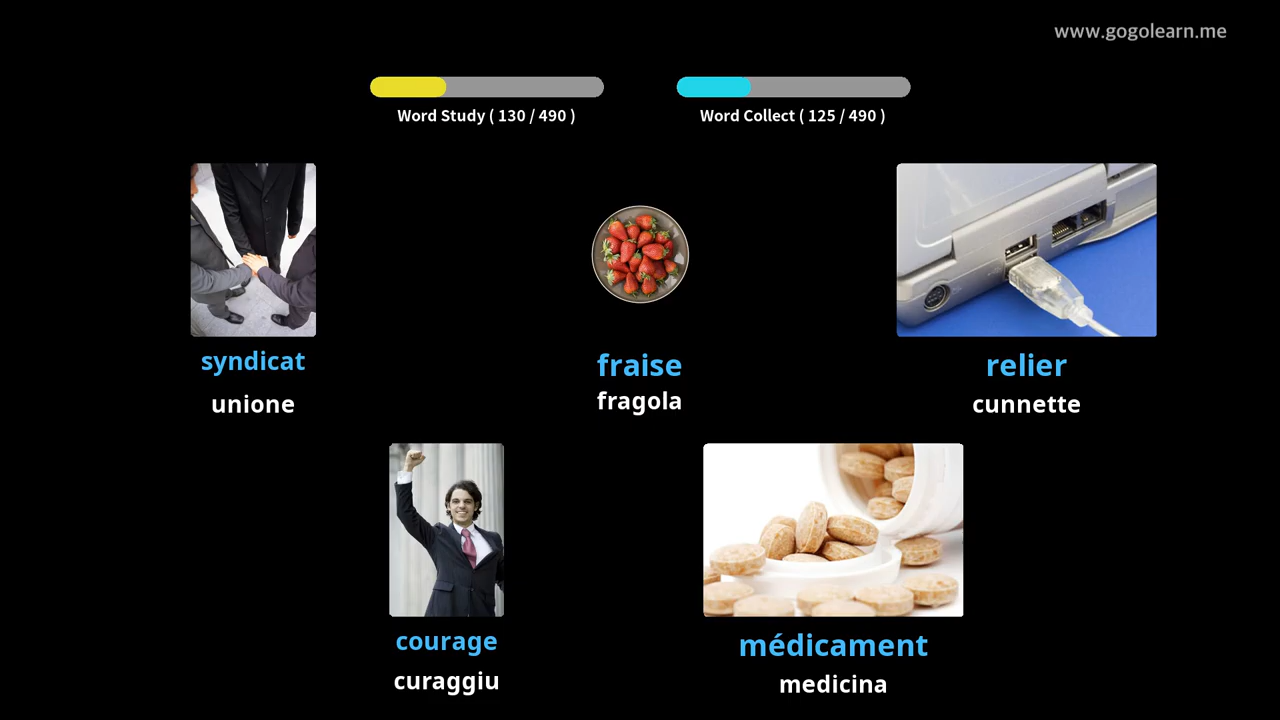 www.gogolearn.me
Word Study ( 130 / 490 )
Word Collect ( 125 / 490 )
syndicat
unione
fraise
fragola
relier
cunnette
courage
curaggiu
médicament
medicina